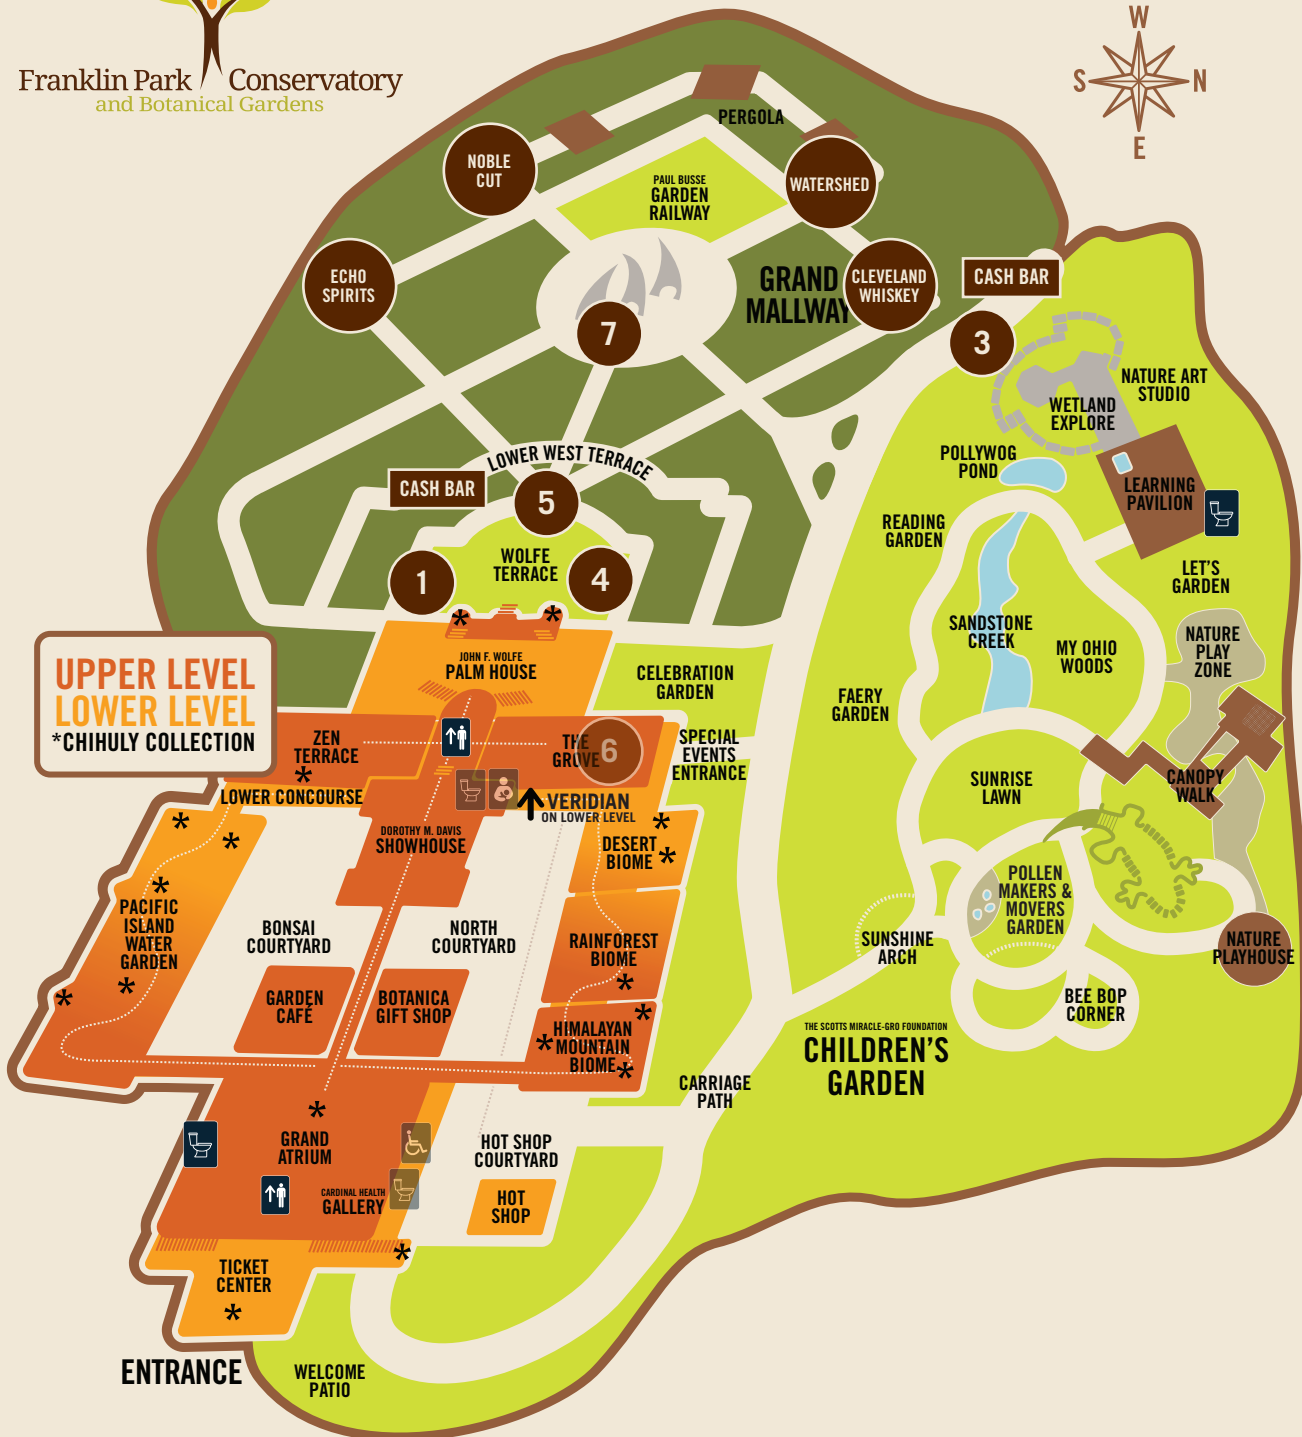 Franklin Park Conservatory
and Botanical Gardens
W
S N
E
PERGOLA
NOBLE
CUT
PAUL BUSSE
GARDEN
RAILWAY
WATERSHED
ECHO
SPIRITS
GRAND
MALLWAY
CLEVELAND
WHISKEY
CASH BAR
7
3
NATURE ART
STUDIO
WETLAND
EXPLORE
LOWER WEST TERRACE
CASH BAR
5
POLLYWOG
POND
LEARNING
PAVILION
READING
GARDEN
WOLFE
TERRACE
1
4
LET'S
GARDEN
* *
SANDSTONE
CREEK
MY OHIO
WOODS
NATURE
PLAY
ZONE
UPPER LEVEL
LOWER LEVEL
*CHIHULY COLLECTION
JOHN F. WOLFE
PALM HOUSE
CELEBRATION
GARDEN
FAERY
GARDEN
ZEN
TERRACE
*
THE
GROVE
6
SPECIAL
EVENTS
ENTRANCE
LOWER CONCOURSE
VERIDIAN
ON LOWER LEVEL
SUNRISE
LAWN
CANOPY
WALK
DOROTHY M. DAVIS
SHOWHOUSE
* *
*
DESERT
BIOME *
*
PACIFIC
ISLAND
WATER
GARDEN
* *
BONSAI
COURTYARD
NORTH
COURTYARD
RAINFOREST
BIOME
*
POLLEN
MAKERS &
MOVERS
GARDEN
SUNSHINE
ARCH
NATURE
PLAYHOUSE
GARDEN
CAFÉ
BOTANICA
GIFT SHOP
*
HIMALAYAN
* MOUNTAIN
BIOME *
BEE BOP
CORNER
THE SCOTTS MIRACLE-GRO FOUNDATION
CHILDREN'S
GARDEN
CARRIAGE
PATH
*
GRAND
ATRIUM
HOT SHOP
COURTYARD
CARDINAL HEALTH
GALLERY
HOT
SHOP
*
TICKET
CENTER
*
ENTRANCE
WELCOME
PATIO